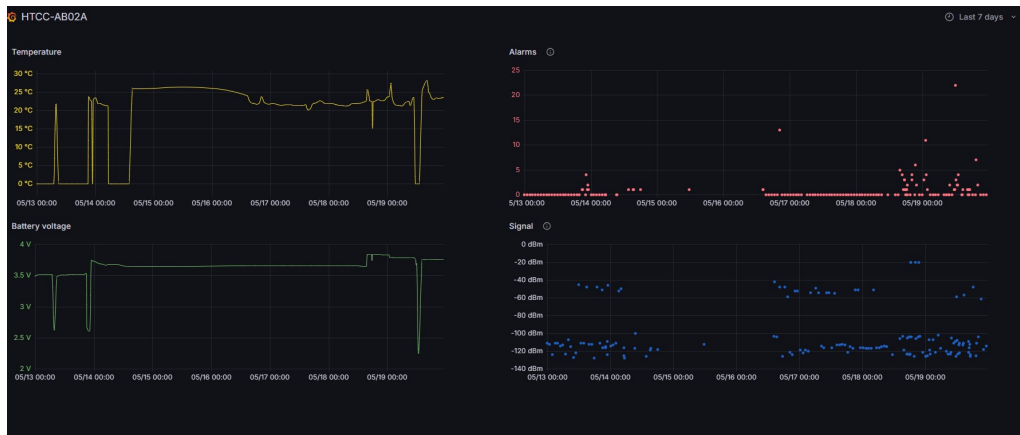 HTCC-AB02A
Last 7 days
Temperature
30 °C
25 °C
20 °C
15 °C
10 °C
5 °C
0 °C
05/13 00:00 05/14 00:00 05/15 00:00 05/16 00:00 05/17 00:00 05/18 00:00 05/19 00:00
Alarms
25
20
15
10
5
0
5/13 00:00 05/14 00:00 05/15 00:00 05/16 00:00 05/17 00:00 05/18 00:00 05/19 00:00
Battery voltage
4 V
3.5 V
3 V
2.5 V
2 V
05/13 00:00 05/14 00:00 05/15 00:00 05/16 00:00 05/17 00:00 05/18 00:00 05/19 00:00
Signal
0 dBm
-20 dBm
-40 dBm
-60 dBm
-80 dBm
-100 dBm
-120 dBm
-140 dBm
05/13 00:00 05/14 00:00 05/15 00:00 05/16 00:00 05/17 00:00 05/18 00:00 05/19 00:00